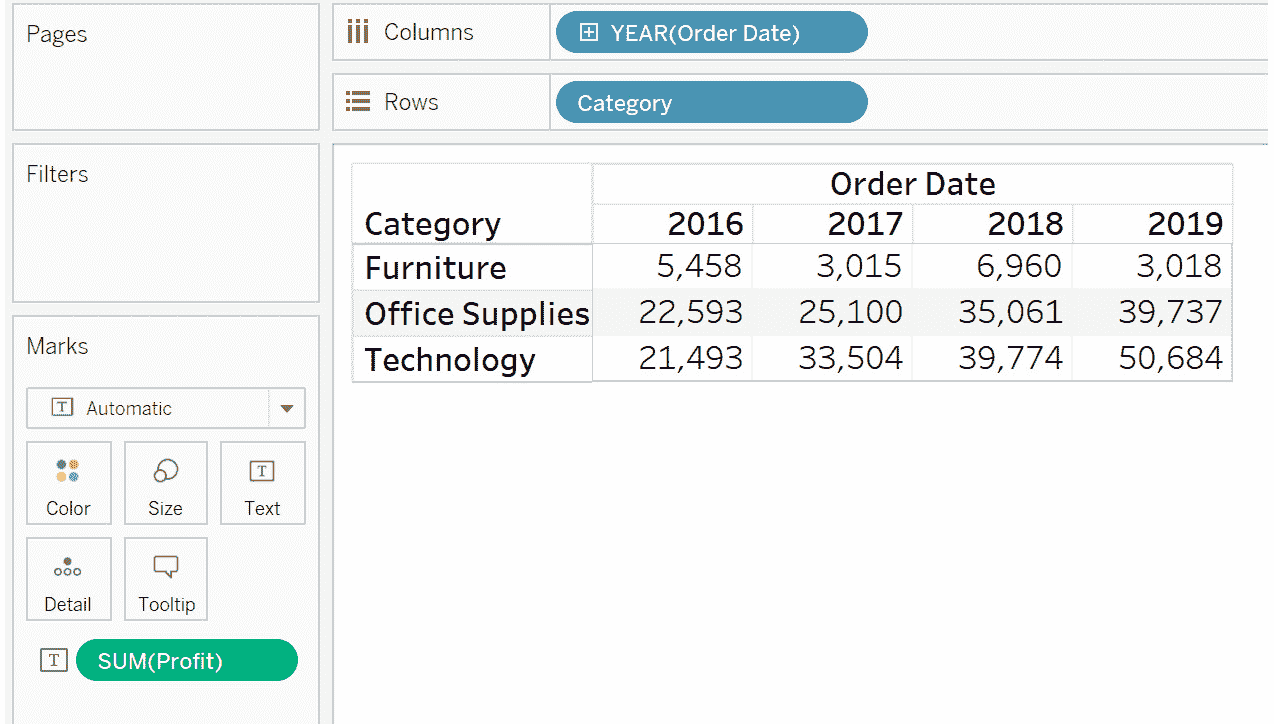 Pages
Columns
YEAR(Order Date)
Rows
Category
Filters
Order Date
Category 2016 2017 2018 2019
Furniture 5,458 3,015 6,960 3,018
Office Supplies 22,593 25,100 35,061 39,737
Technology 21,493 33,504 39,774 50,684
Marks
T Automatic
T
Color Size Text
Detail Tooltip
T SUM(Profit)